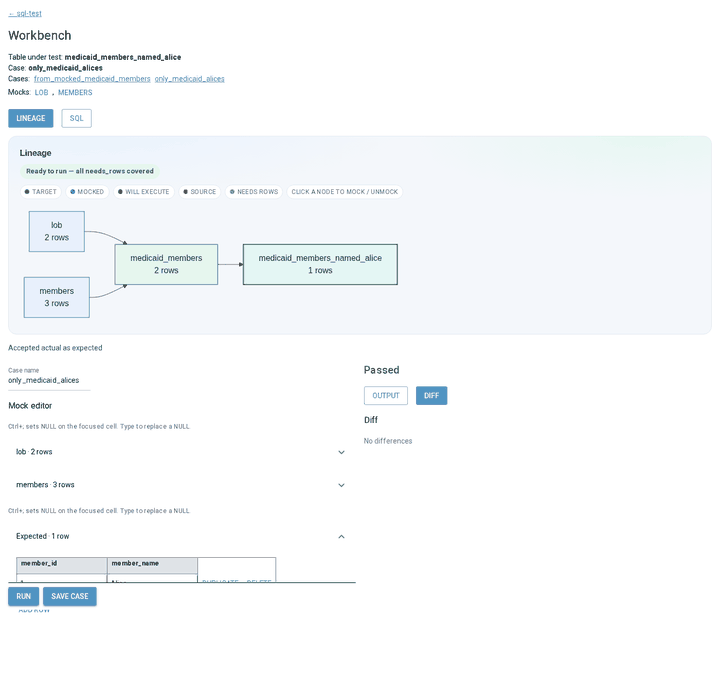 ← sql-test
Workbench
Table under test: medicaid_members_named_alice
Case: only_medicaid_alices
Cases: from_mocked_medicaid_members only_medicaid_alices
Mocks: LOB , MEMBERS
LINEAGE SQL
Lineage
Ready to run — all needs_rows covered
TARGET MOCKED WILL EXECUTE SOURCE NEEDS ROWS CLICK A NODE TO MOCK / UNMOCK
lob
2 rows
medicaid_members
2 rows
medicaid_members_named_alice
1 rows
members
3 rows
Accepted actual as expected
Case name
only_medicaid_alices
Mock editor
Ctrl+; sets NULL on the focused cell. Type to replace a NULL
lob · 2 rows
members · 3 rows
Ctrl+; sets NULL on the focused cell. Type to replace a NULL
Expected · 1 row
member_id member_name
DUPLICATE DELETE
RUN SAVE CASE
ADD ROW
Passed
OUTPUT DIFF
Diff
No differences